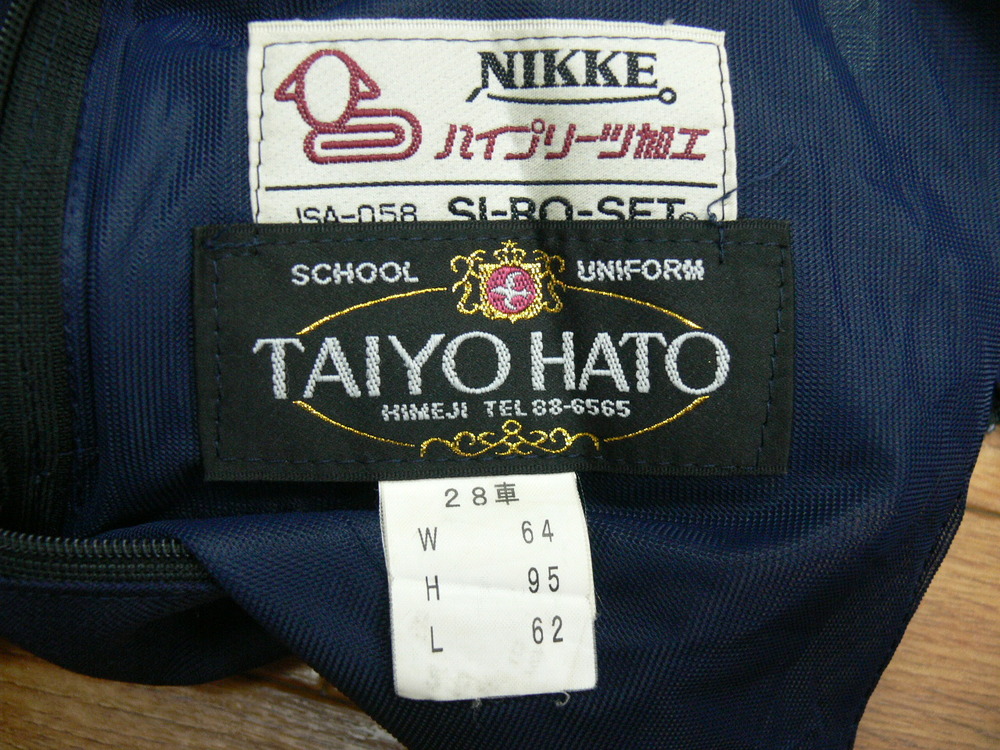 NIKKE
ハイプリーツ加工
JSA-058 SI-RO-SET®
SCHOOL UNIFORM
TAIYO HATO
HIMEJI TEL 88-6565
28車
W 64
H 95
L 62